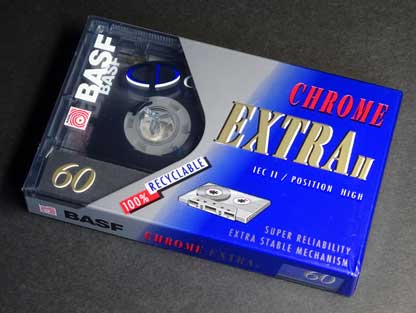 BASF
BASF
CHROME
EXTRA II
IEC II / POSITION HIGH
60
100% RECYCLABLE
SUPER RELIABILITY
EXTRA STABLE MECHANISM
BASF
CHROME EXTRA II
60